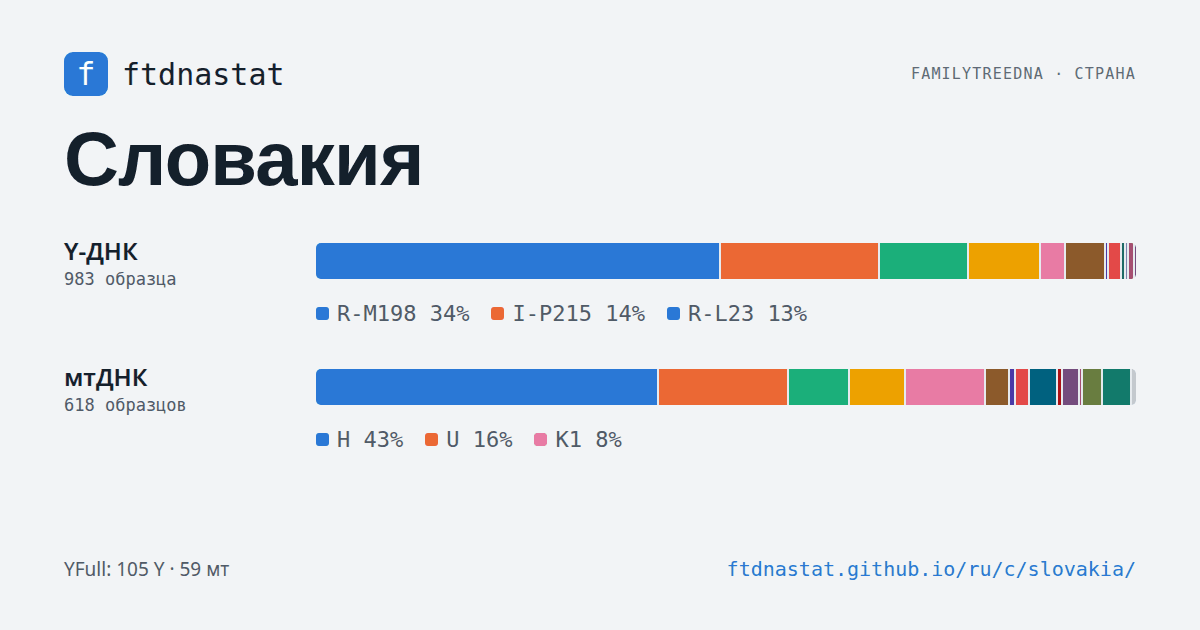 f ftdnastat
FAMILYTREEDNA · СТРАНА
Словакия
Y-ДНК
983 образца
R-M198 34% I-P215 14% R-L23 13%
мтДНК
618 образцов
H 43% U 16% K1 8%
YFull: 105 Y · 59 мт
ftdnastat.github.io/ru/c/slovakia/